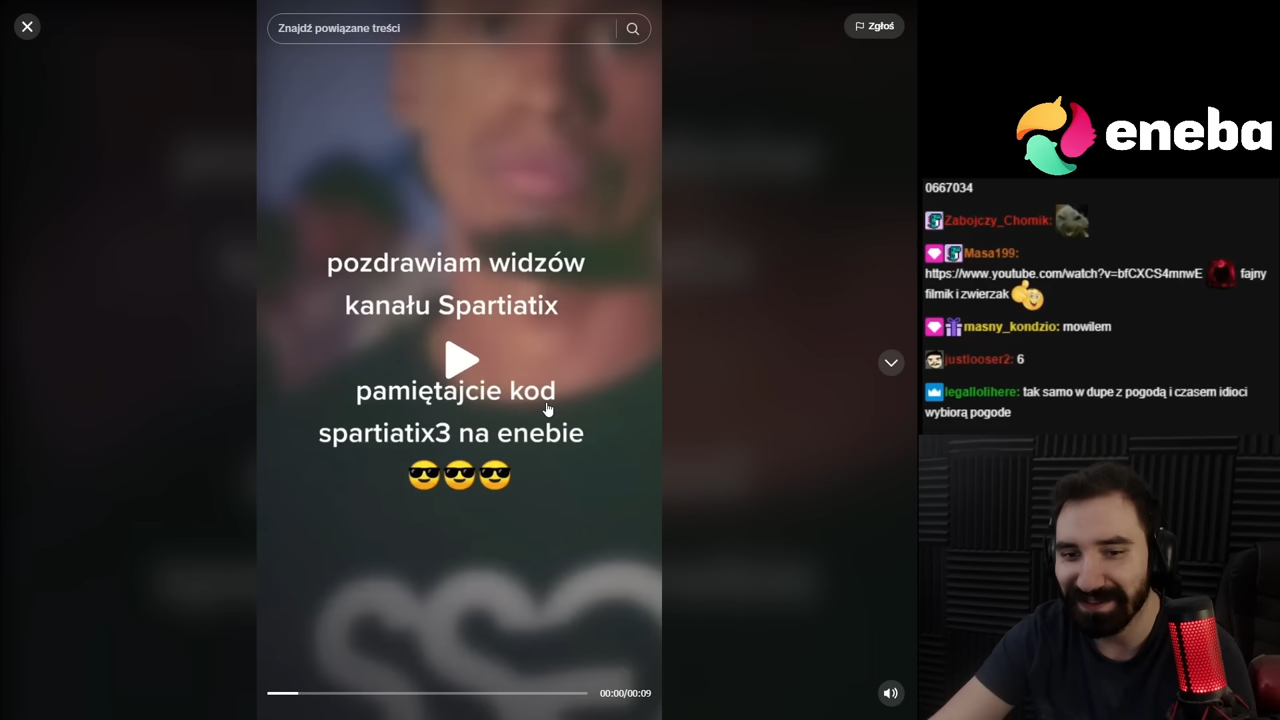 Znajdź powiązane treści
Zgłoś
pozdrawiam widzów
kanału Spartiatix
pamiętajcie kod
spartiatix3 na enebie
00:00/00:09
eneba
0667034
Zabojczy_Chomik:
Masa199:
https://www.youtube.com/watch?v=bfCXCS4mnwE fajny
filmik i zwierzak
masny_kondzio: mowilem
justlooser2: 6
legallolihere: tak samo w dupe z pogodą i czasem idioci
wybiorą pogode